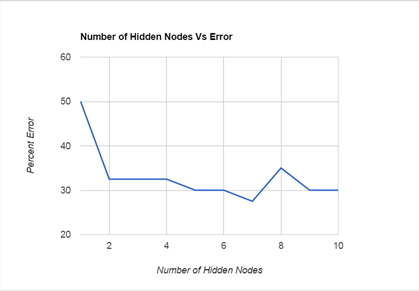 Number of Hidden Nodes Vs Error
60
50
40
30
20
Percent Error
2 4 6 8 10
Number of Hidden Nodes